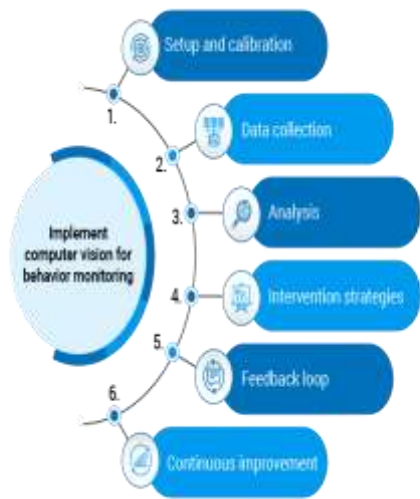 Implement
computer vision for
behavior monitoring
1.
Setup and calibration
2.
Data collection
3.
Analysis
4.
Intervention strategies
5.
Feedback loop
6.
Continuous improvement